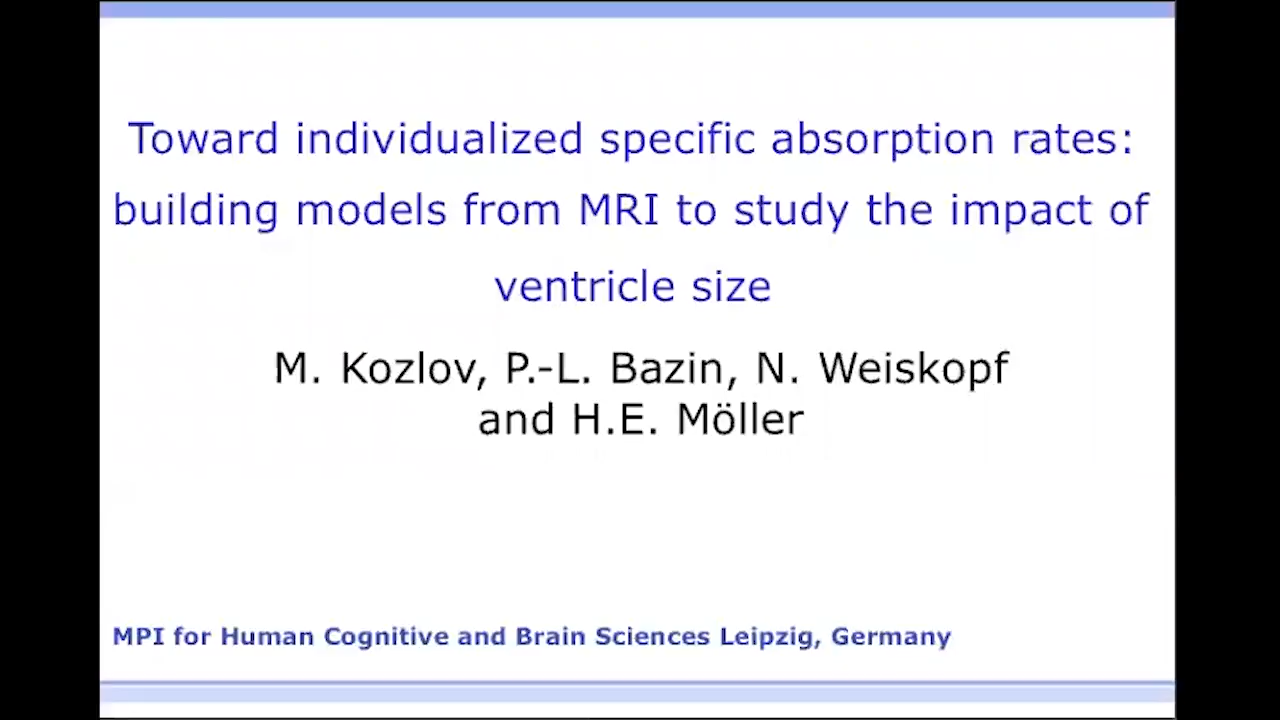 Toward individualized specific absorption rates:
building models from MRI to study the impact of
ventricle size
M. Kozlov, P.-L. Bazin, N. Weiskopf
and H.E. Möller
MPI for Human Cognitive and Brain Sciences Leipzig, Germany